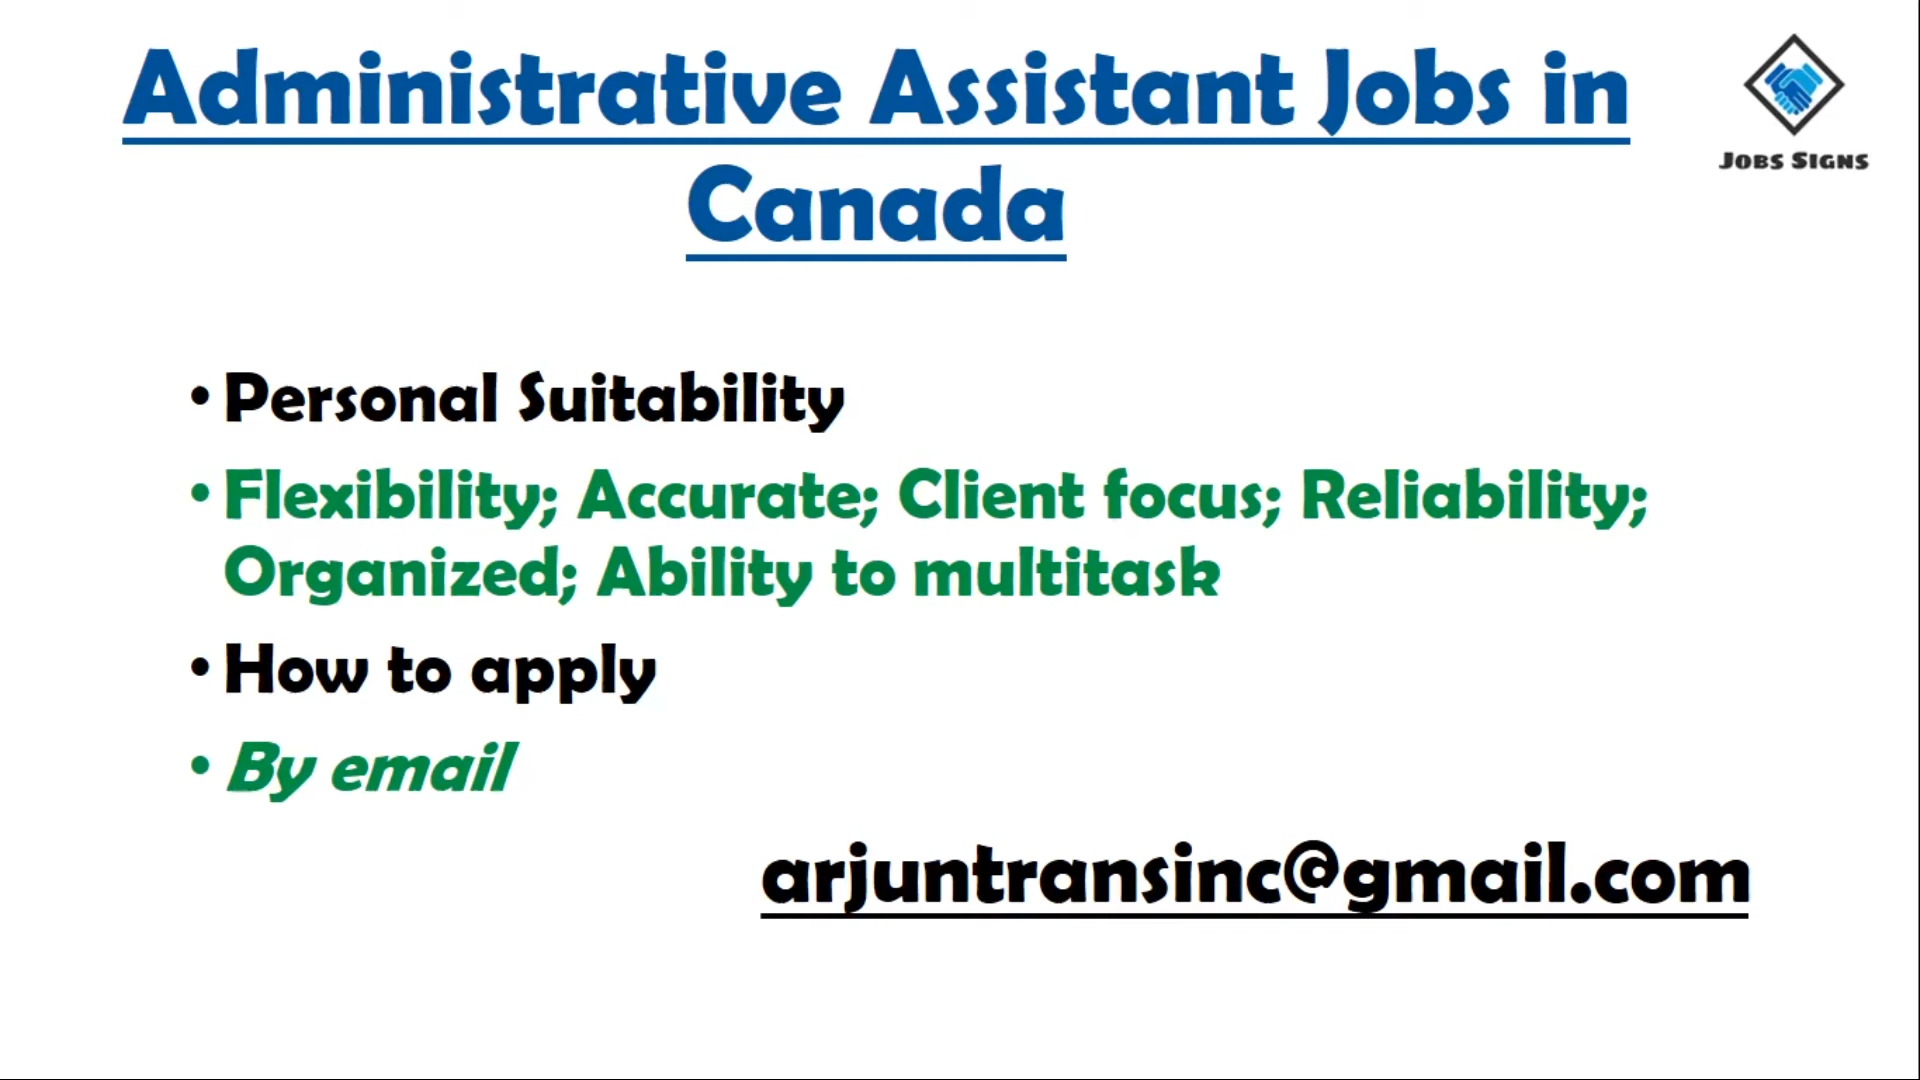 Administrative Assistant Jobs in
Canada
JOBS SIGNS
• Personal Suitability
• Flexibility; Accurate; Client focus; Reliability;
Organized; Ability to multitask
• How to apply
• By email
arjuntransinc@gmail.com